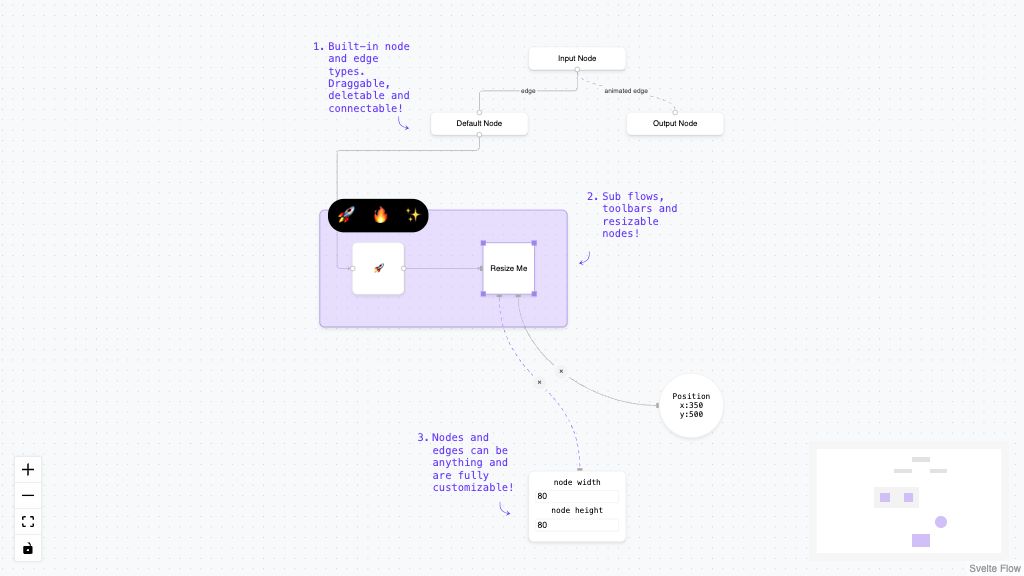 1. Built-in node
and edge
types.
Draggable,
deletable and
connectable!
Input Node
edge
animated edge
Default Node
Output Node
2. Sub flows,
toolbars and
resizable
nodes!
Resize Me
×
×
Position
x:350
y:500
3. Nodes and
edges can be
anything and
are fully
customizable!
node width
80
node height
80
Svelte Flow